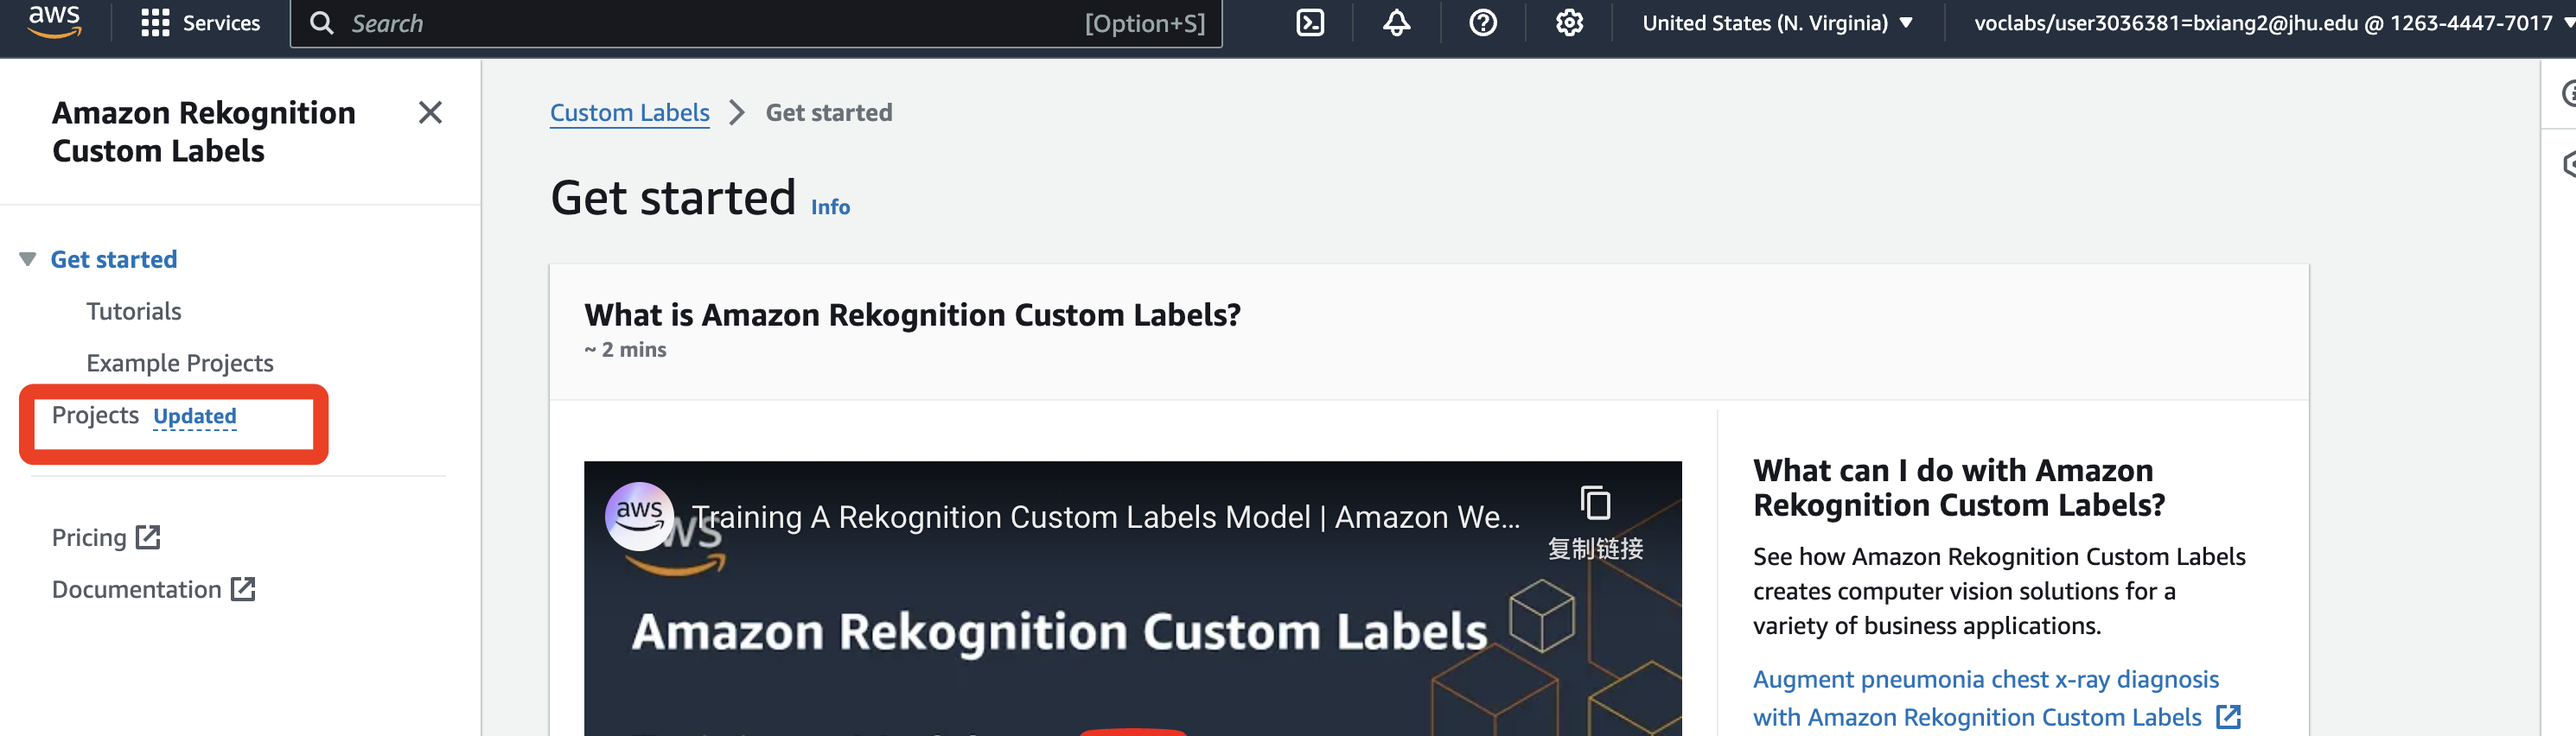 aws
Services
Search
[Option+S]
United States (N. Virginia)
voclabs/user3036381=bxiang2@jhu.edu @ 1263-4447-7017
Amazon Rekognition
Custom Labels
Get started
Tutorials
Example Projects
Projects Updated
Pricing
Documentation
Custom Labels > Get started
Get started Info
What is Amazon Rekognition Custom Labels?
~ 2 mins
aws
Training A Rekognition Custom Labels Model | Amazon We...
复制链接
Amazon Rekognition Custom Labels
What can I do with Amazon
Rekognition Custom Labels?
See how Amazon Rekognition Custom Labels
creates computer vision solutions for a
variety of business applications.
Augment pneumonia chest x-ray diagnosis
with Amazon Rekognition Custom Labels